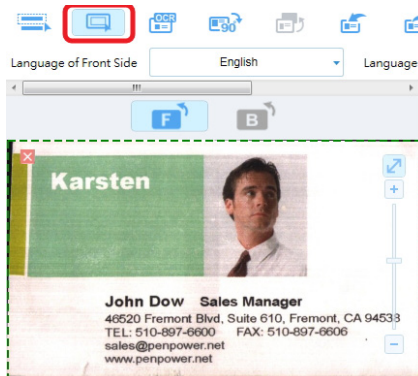 OCR
90
Language of Front Side English Language
F B
Karsten
John Dow Sales Manager
46520 Fremont Blvd, Suite 610, Fremont, CA 94538
TEL: 510-897-6600 FAX: 510-897-6606
sales@penpower.net
www.penpower.net